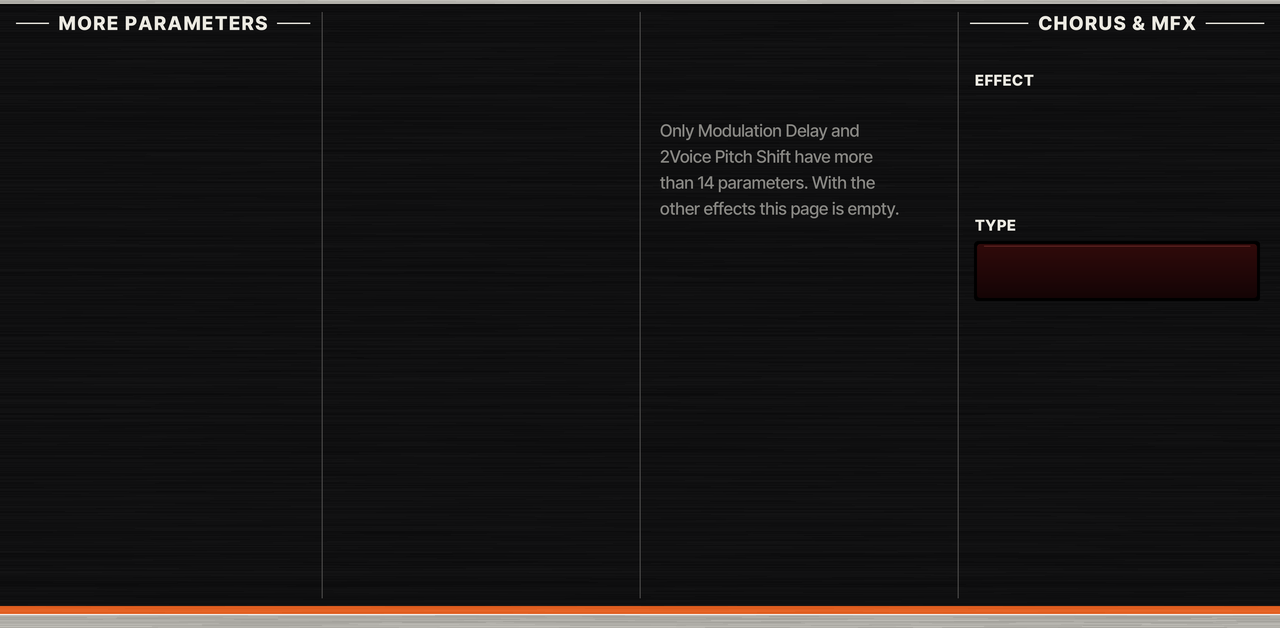 MORE PARAMETERS
CHORUS & MFX
EFFECT
Only Modulation Delay and
2Voice Pitch Shift have more
than 14 parameters. With the
other effects this page is empty.
TYPE